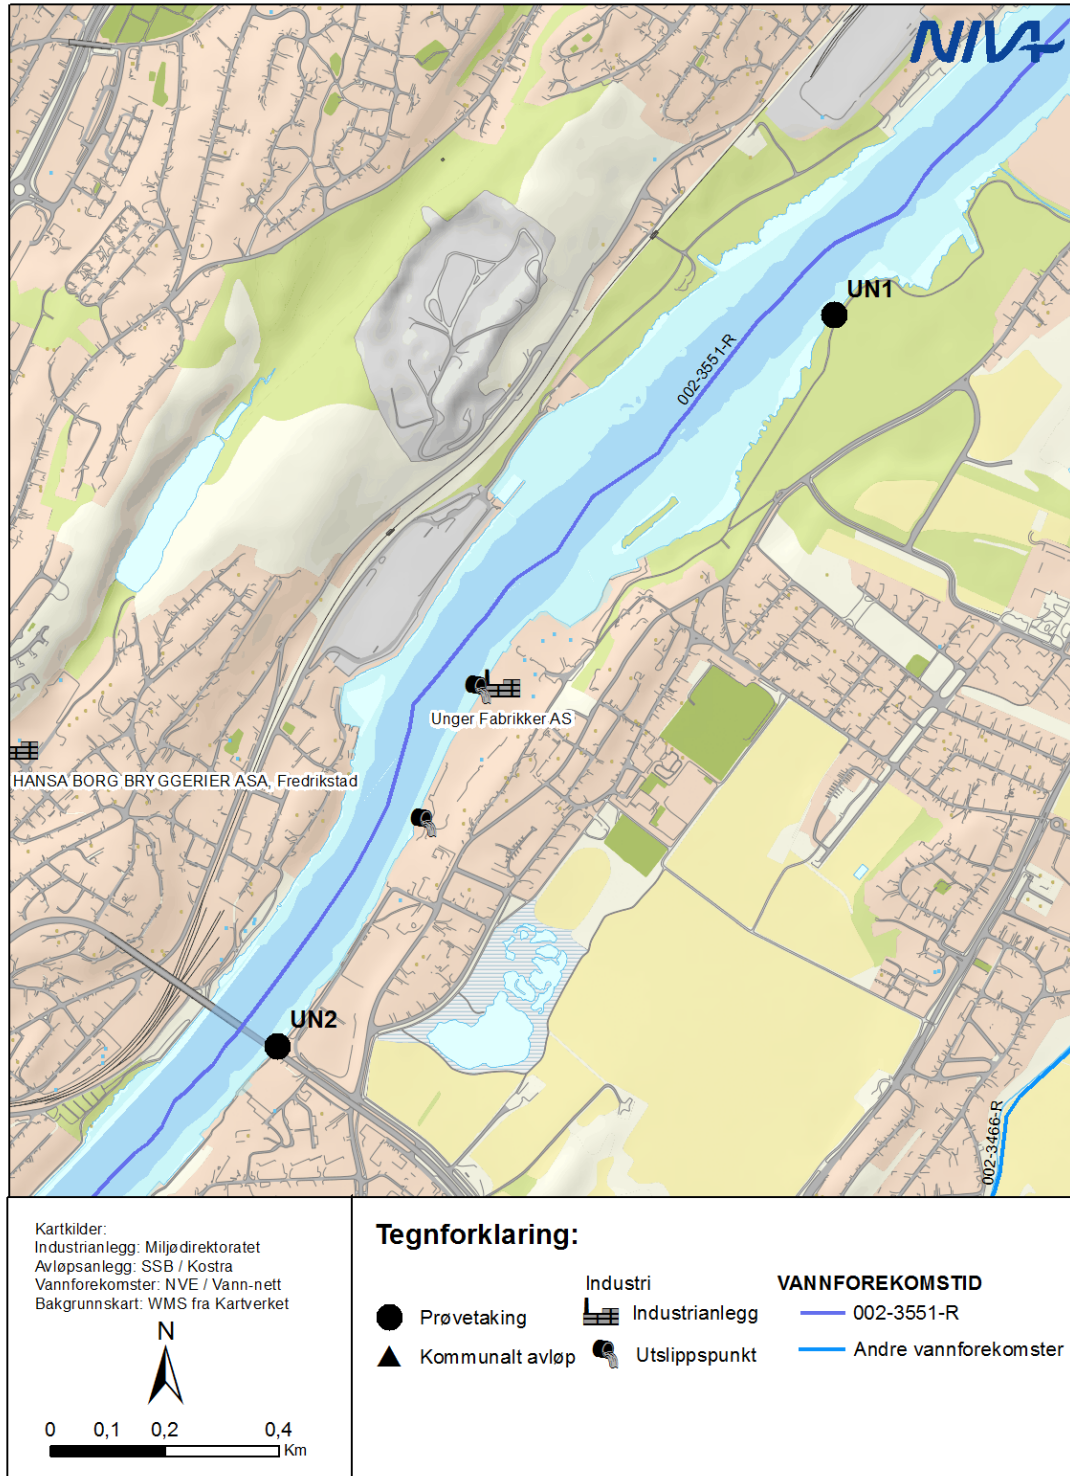 NIVA
UN1
002-3551-R
Unger Fabrikker AS
HANSA BORG BRYGGERIER ASA, Fredrikstad
UN2
002-3466-R
Kartkilder:
Industrianlegg: Miljødirektoratet
Avløpsanlegg: SSB / Kostra
Vannforekomster: NVE / Vann-nett
Bakgrunnskart: WMS fra Kartverket
N
0 0,1 0,2 0,4
Km
Tegnforklaring:
Prøvetaking
Kommunalt avløp
Industri
Industrianlegg
Utslippspunkt
VANNFOREKOMSTID
002-3551-R
Andre vannforekomster